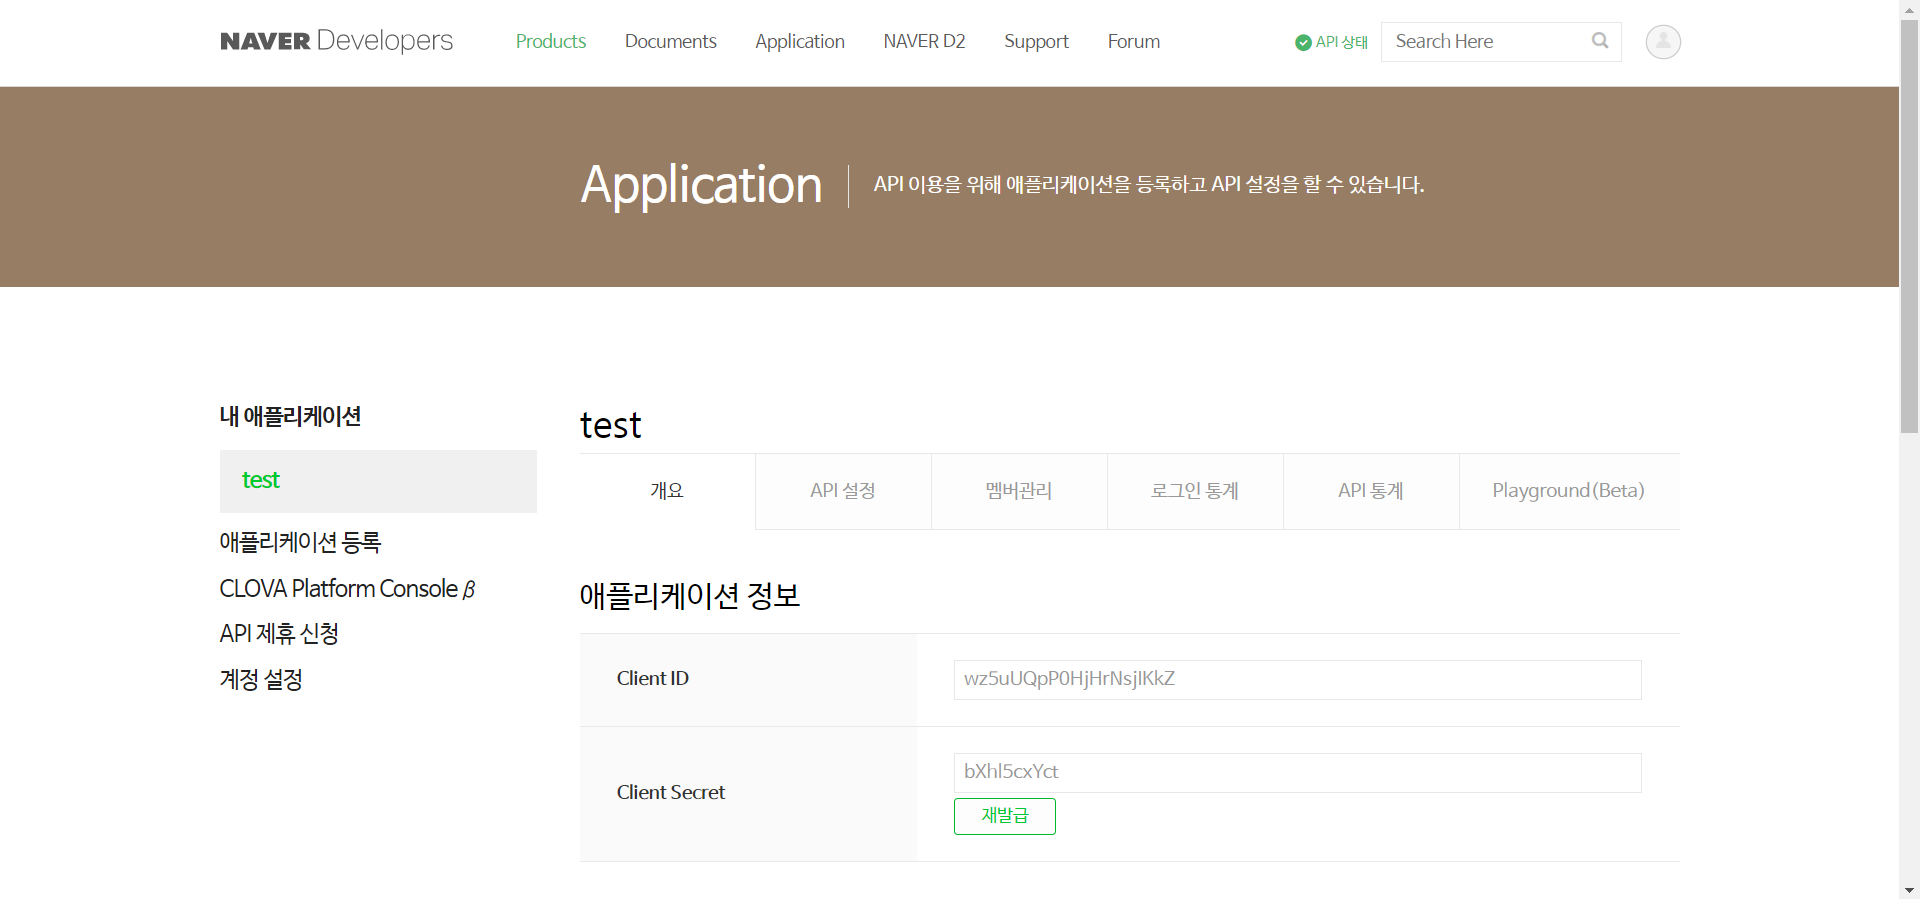 NAVER Developers
Products
Documents
Application
NAVER D2
Support
Forum
API 상태
Search Here
Application
API 이용을 위해 애플리케이션을 등록하고 API 설정을 할 수 있습니다.
내 애플리케이션
test
애플리케이션 등록
CLOVA Platform Console β
API 제휴 신청
계정 설정
test
개요
API 설정
멤버관리
로그인 통계
API 통계
Playground(Beta)
애플리케이션 정보
Client ID
wz5uUQpP0HjHrNsjIKkZ
Client Secret
bXhl5cxYct
재발급